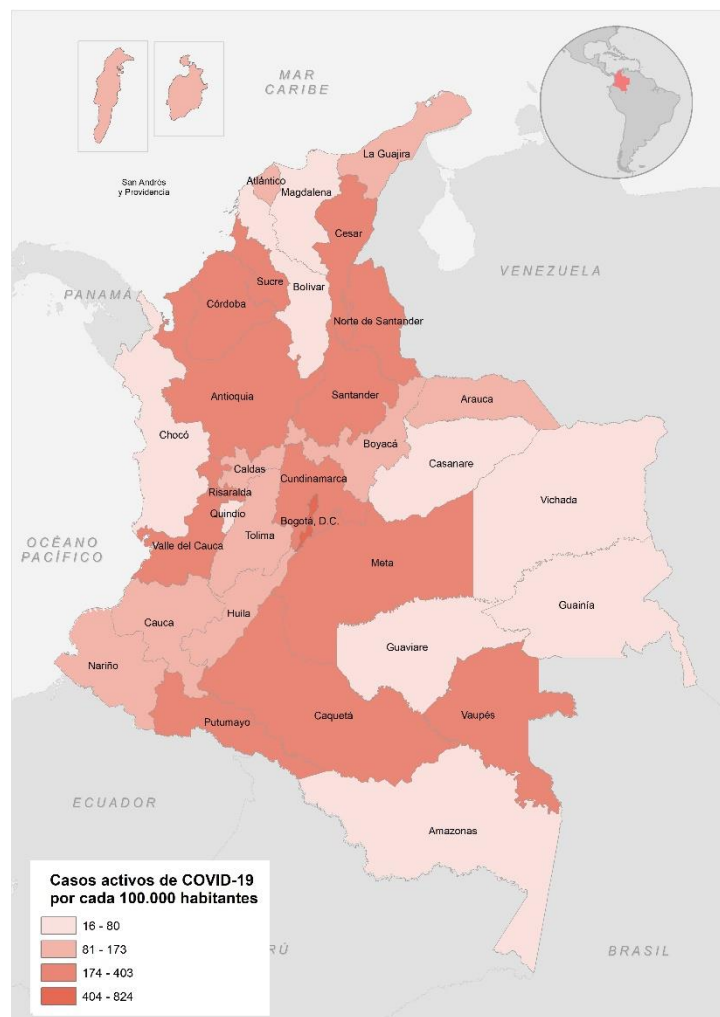 MAR
CARIBE
San Andrés
y Providencia
La Guajira
Atlántico
Magdalena
Cesar
VENEZUELA
PANAMÁ
Sucre
Bolívar
Córdoba
Norte de Santander
Antioquia
Santander
Arauca
Chocó
Boyacá
Casanare
Caldas
Cundinamarca
Risaralda
Vichada
Quindío
Bogotá, D.C.
OCÉANO
PACÍFICO
Valle del Cauca
Tolima
Meta
Guainía
Huila
Cauca
Guaviare
Nariño
Caquetá
Vaupés
Putumayo
ECUADOR
Amazonas
Casos activos de COVID-19
por cada 100.000 habitantes
16 - 80
81 - 173
174 - 403
404 - 824
RÚ
BRASIL